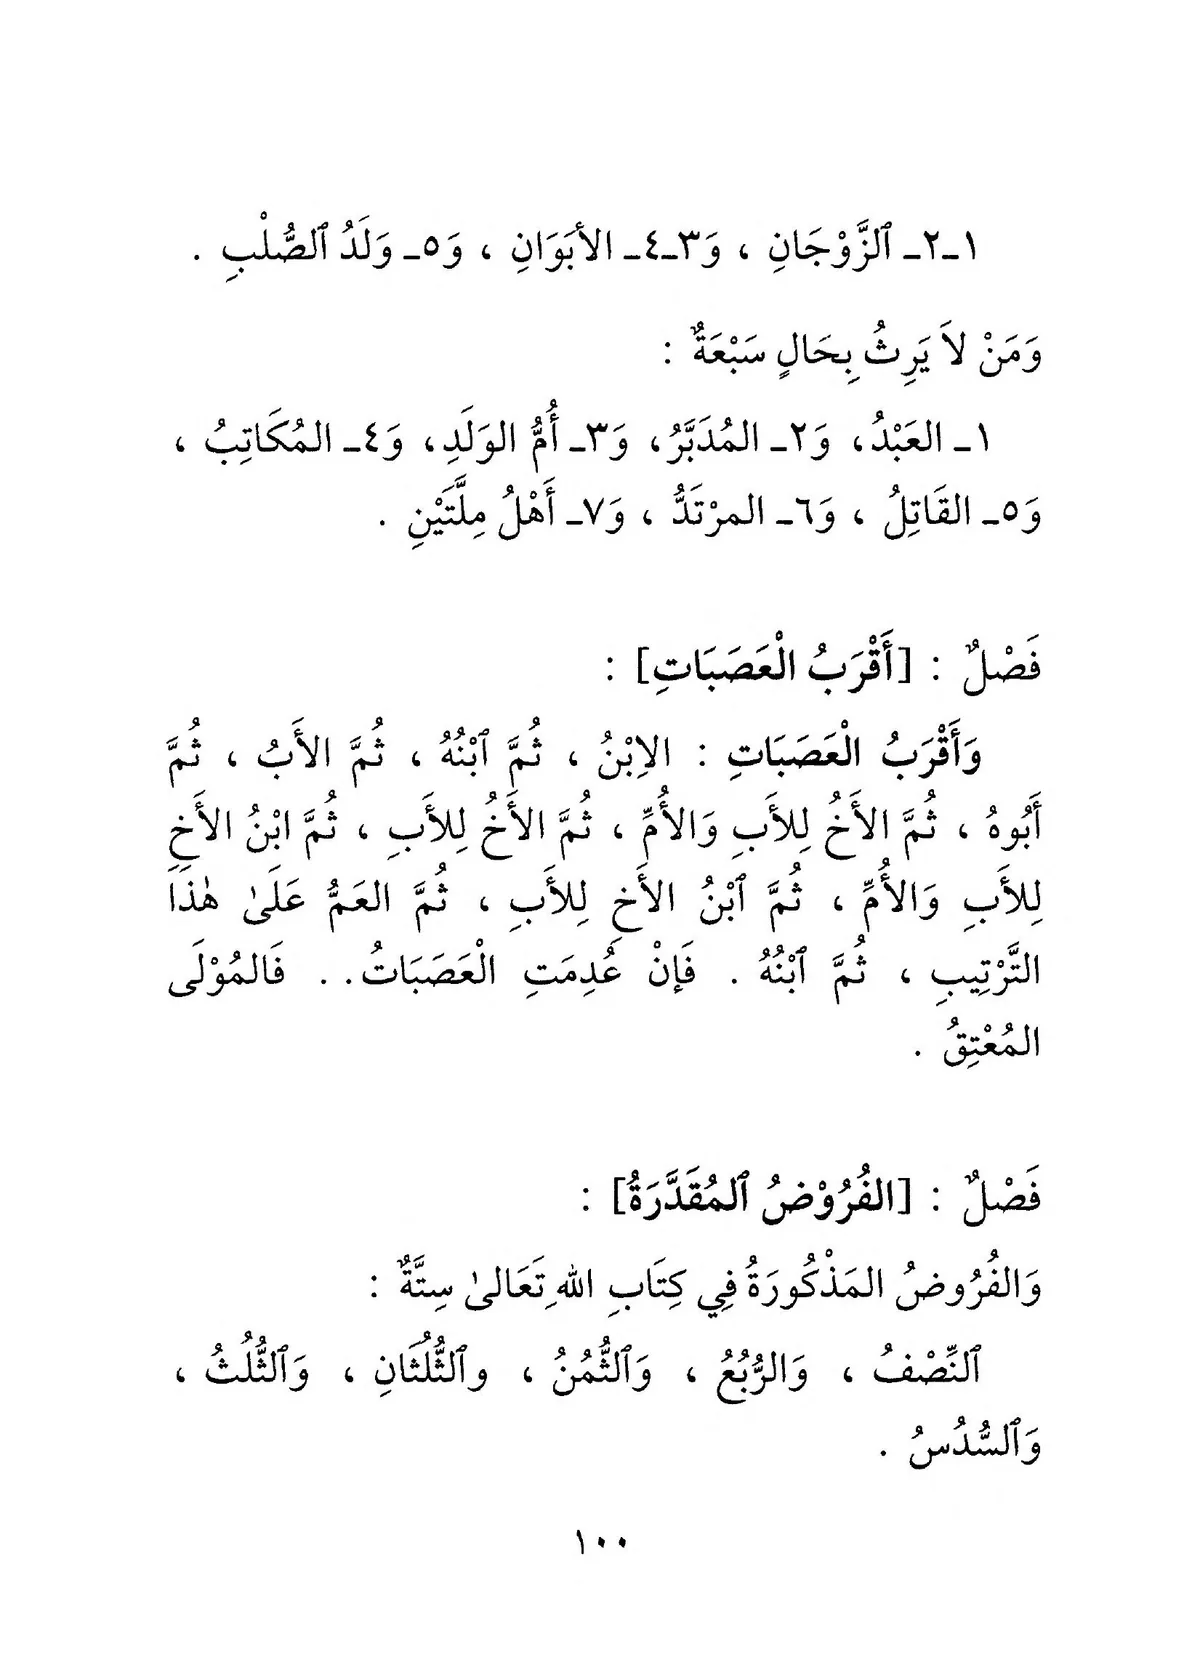 ١ـ٢ـ ٱلزَّوْجَانِ ، وَ٣ـ٤ـ الأبَوَانِ ، وَ٥ـ وَلَدُ ٱلصُّلْبِ .
وَمَنْ لاَ يَرِثُ بِحَالٍ سَبْعَةٌ :
١ـ العَبْدُ، وَ٢ـ المُدَبَّرُ، وَ٣ـ أُمُّ الوَلَدِ، وَ٤ـ المُكَاتِبُ ،
وَ٥ـ القَاتِلُ ، وَ٦ـ المرْتَدُّ ، وَ٧ـ أَهْلُ مِلَّتَيْنِ .
فَصْلٌ : [أَقْرَبُ الْعَصَبَاتِ] :
وَأَقْرَبُ الْعَصَبَاتِ : الاِبْنُ ، ثُمَّ ٱبْنُهُ ، ثُمَّ الأَبُ ، ثُمَّ
أَبُوهُ ، ثُمَّ الأَخُ لِلأَبِ وَالأُمِّ ، ثُمَّ الأَخُ لِلأَبِ ، ثُمَّ ابْنُ الأَخِ
لِلأَبِ وَالأُمِّ ، ثُمَّ ٱبْنُ الأَخِ لِلأَبِ ، ثُمَّ العَمُّ عَلَىٰ هٰذَا
التَّرْتِيبِ ، ثُمَّ ٱبْنُهُ . فَإنْ عُدِمَتِ الْعَصَبَاتُ. . فَالمُوْلَى
المُعْتِقُ .
فَصْلٌ : [الفُرُوْضُ ٱلمُقَدَّرَةُ] :
وَالفُرُوضُ المَذْكُورَةُ فِي كِتَابِ اللهِ تَعَالىٰ سِتَّةٌ :
ٱلنِّصْفُ ، وَالرُّبُعُ ، وَٱلثُّمُنُ ، وٱلثُّلُثَانِ ، وَٱلثُّلُثُ ،
وَٱلسُّدُسُ .
١٠٠